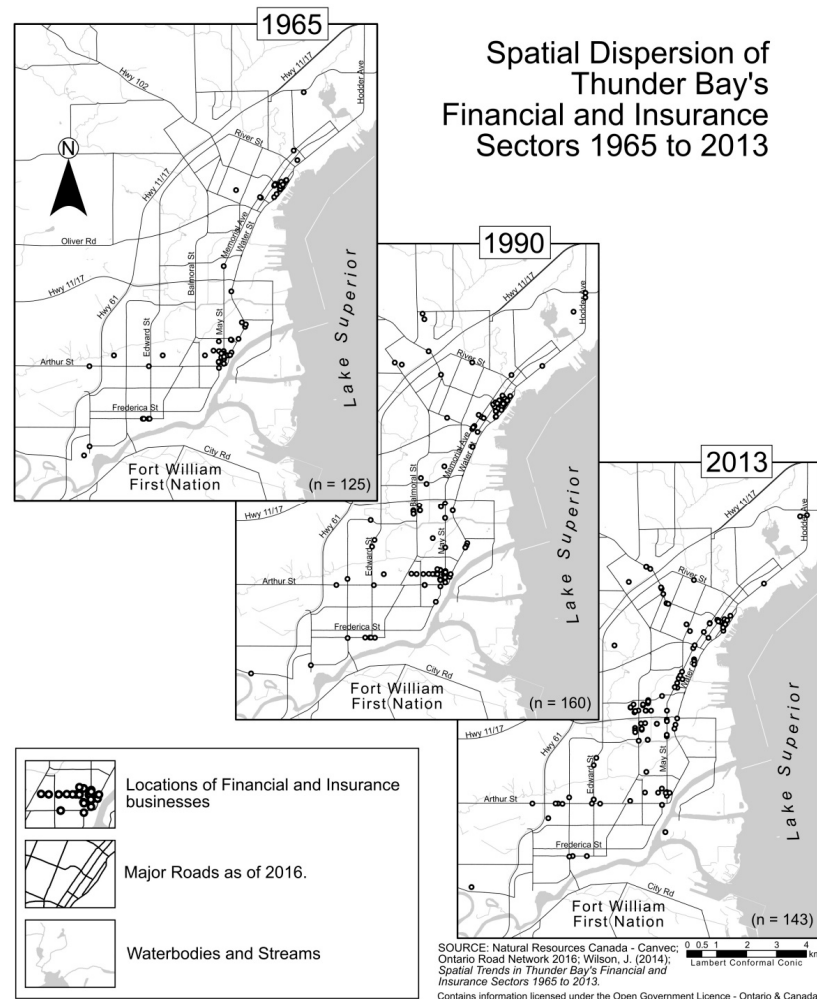 Spatial Dispersion of
Thunder Bay's
Financial and Insurance
Sectors 1965 to 2013
1965
Hwy 102
Hwy 11/17
Hodder Ave
N
River St
Hwy 11/17
Oliver Rd
Memorial Ave
Water St
Balmoral St
Hwy 11/17
Hwy 61
Edward St
May St
Arthur St
Frederica St
City Rd
Fort William
First Nation
(n = 125)
Lake Superior
1990
Hwy 11/17
Hodder Ave
River St
Memorial Ave
Water St
Balmoral St
Hwy 11/17
Hwy 61
Edward St
May St
Arthur St
Frederica St
City Rd
Fort William
First Nation
(n = 160)
Lake Superior
2013
Hwy 11/17
Hodder Ave
River St
Water St
Hwy 11/17
Hwy 61
Edward St
May St
Arthur St
Frederica St
City Rd
Fort William
First Nation
(n = 143)
Lake Superior
Locations of Financial and Insurance
businesses
Major Roads as of 2016.
Waterbodies and Streams
SOURCE: Natural Resources Canada - Canvec;
Ontario Road Network 2016; Wilson, J. (2014);
Spatial Trends in Thunder Bay's Financial and
Insurance Sectors 1965 to 2013.
0 0.5 1 2 3 4
km
Lambert Conformal Conic
Contains information licensed under the Open Government Licence - Ontario & Canada